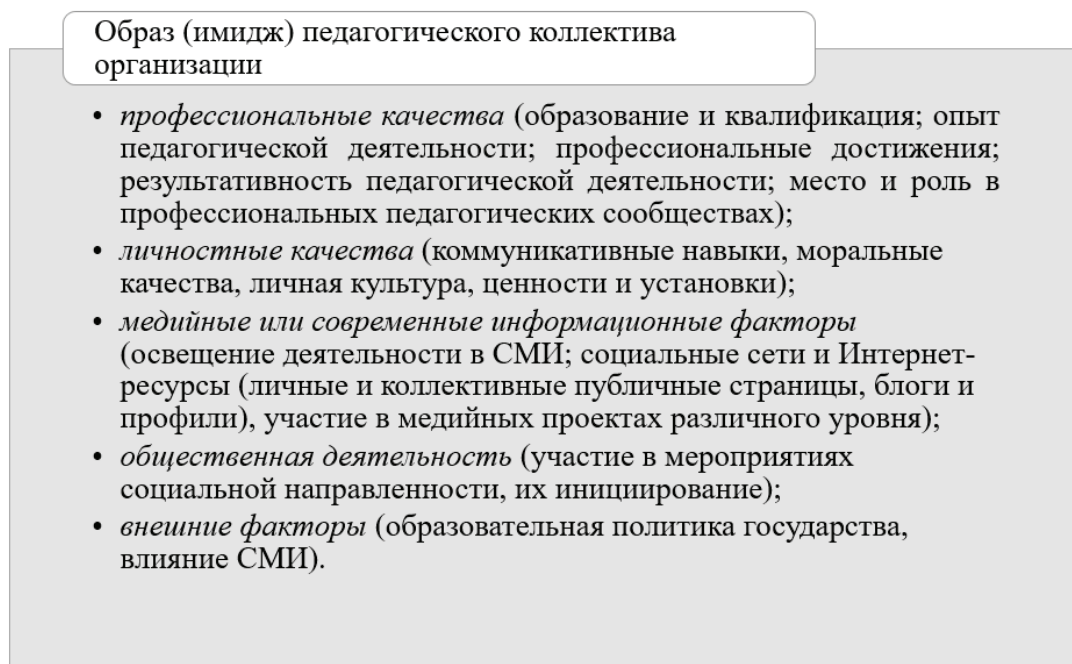 Образ (имидж) педагогического коллектива
организации
• профессиональные качества (образование и квалификация; опыт
педагогической деятельности; профессиональные достижения;
результативность педагогической деятельности; место и роль в
профессиональных педагогических сообществах);
• личностные качества (коммуникативные навыки, моральные
качества, личная культура, ценности и установки);
• медийные или современные информационные факторы
(освещение деятельности в СМИ; социальные сети и Интернет-
ресурсы (личные и коллективные публичные страницы, блоги и
профили), участие в медийных проектах различного уровня);
• общественная деятельность (участие в мероприятиях
социальной направленности, их инициирование);
• внешние факторы (образовательная политика государства,
влияние СМИ).